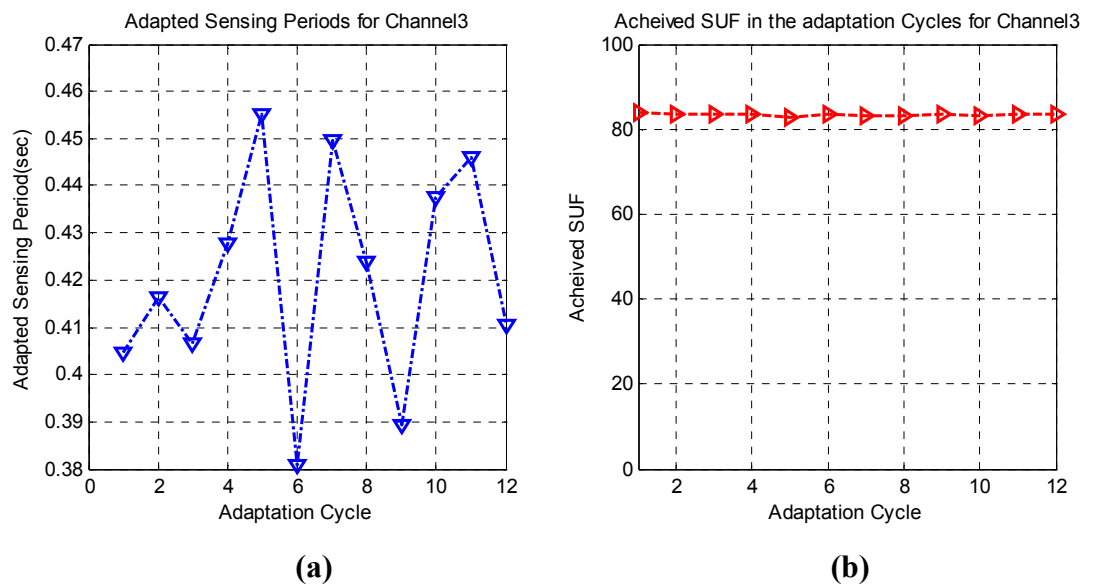 Adapted Sensing Periods for Channel3
0.47
0.46
0.45
0.44
0.43
0.42
0.41
0.4
0.39
0.38
Adapted Sensing Period(sec)
0 2 4 6 8 10 12
Adaptation Cycle
(a)
Acheived SUF in the adaptation Cycles for Channel3
100
80
60
40
20
0
Acheived SUF
2 4 6 8 10 12
Adaptation Cycle
(b)